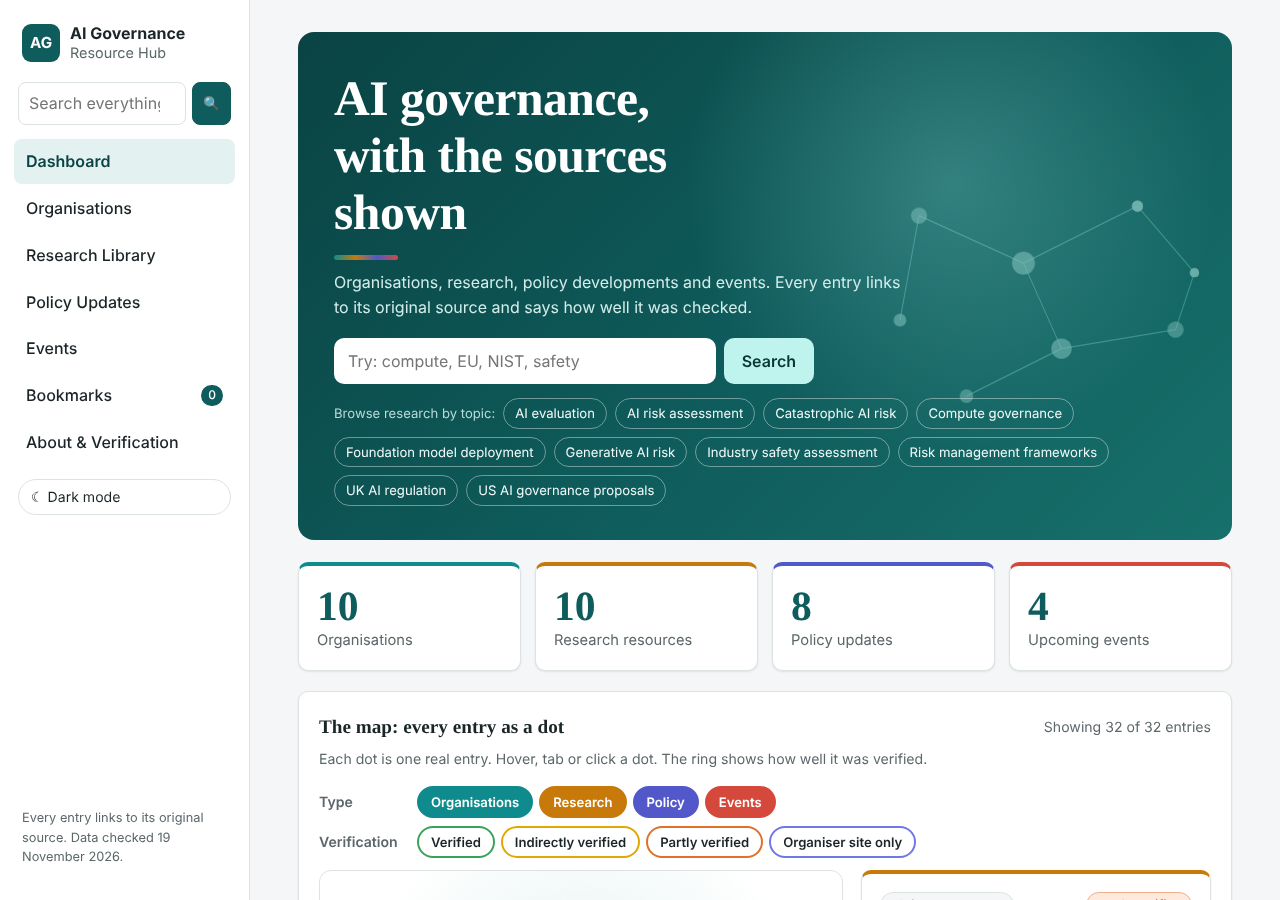 AG
AI Governance
Resource Hub
Search everything
🔍
Dashboard
Organisations
Research Library
Policy Updates
Events
Bookmarks 0
About & Verification
☾ Dark mode
Every entry links to its original
source. Data checked 19
November 2026.
AI governance,
with the sources
shown
Organisations, research, policy developments and events. Every entry links
to its original source and says how well it was checked.
Try: compute, EU, NIST, safety
Search
Browse research by topic: AI evaluation AI risk assessment Catastrophic AI risk Compute governance
Foundation model deployment Generative AI risk Industry safety assessment Risk management frameworks
UK AI regulation US AI governance proposals
10
Organisations
10
Research resources
8
Policy updates
4
Upcoming events
The map: every entry as a dot
Showing 32 of 32 entries
Each dot is one real entry. Hover, tab or click a dot. The ring shows how well it was verified.
Type Organisations Research Policy Events
Verification Verified Indirectly verified Partly verified Organiser site only